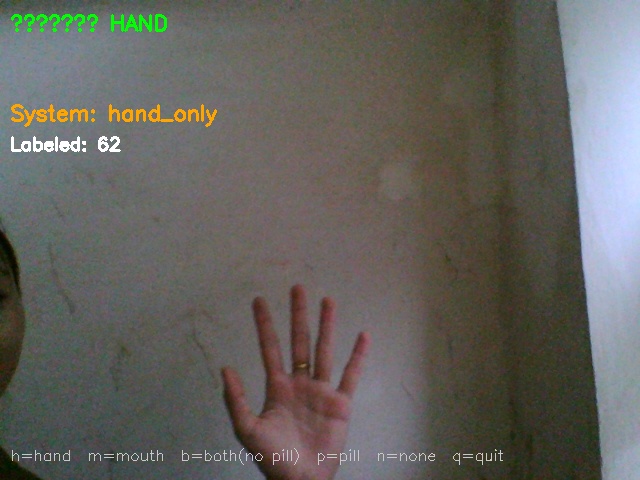 ??????? HAND
System: hand_only
Labeled: 62
h=hand m=mouth b=both(no pill) p=pill n=none q=quit